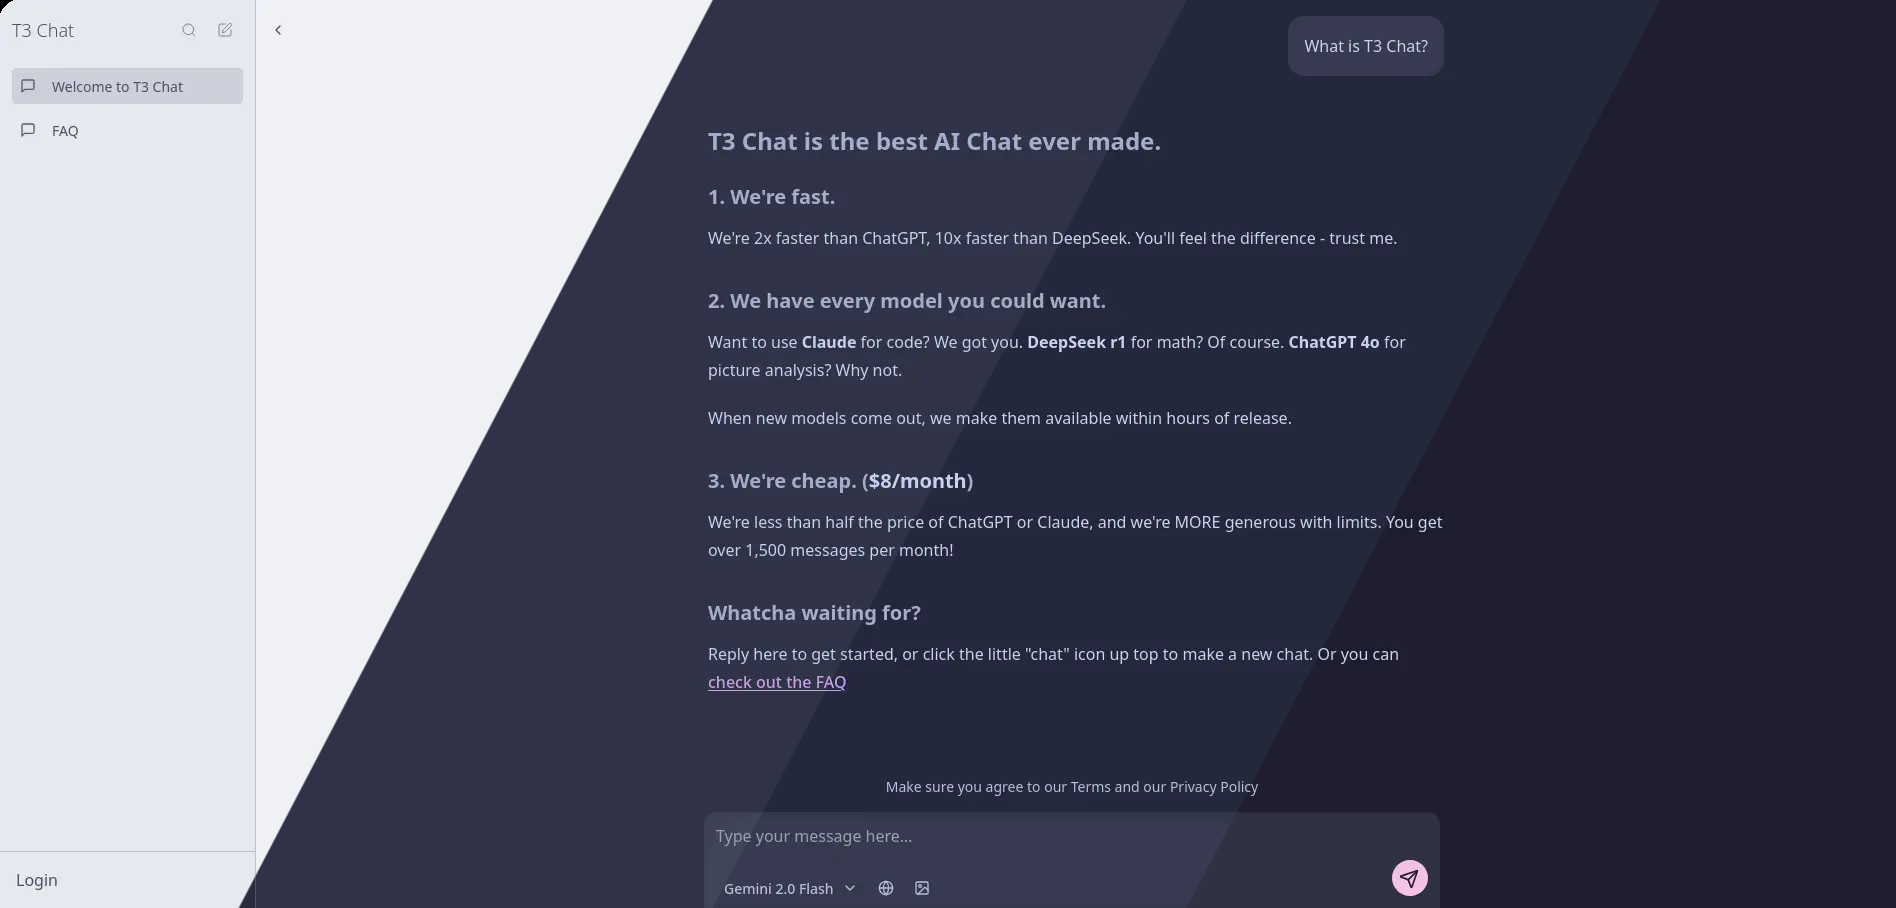 T3 Chat
Welcome to T3 Chat
FAQ
Login
What is T3 Chat?
T3 Chat is the best AI Chat ever made.
1. We're fast.
We're 2x faster than ChatGPT, 10x faster than DeepSeek. You'll feel the difference - trust me.
2. We have every model you could want.
Want to use Claude for code? We got you. DeepSeek r1 for math? Of course. ChatGPT 4o for
picture analysis? Why not.
When new models come out, we make them available within hours of release.
3. We're cheap. ($8/month)
We're less than half the price of ChatGPT or Claude, and we're MORE generous with limits. You get
over 1,500 messages per month!
Whatcha waiting for?
Reply here to get started, or click the little "chat" icon up top to make a new chat. Or you can
check out the FAQ
Make sure you agree to our Terms and our Privacy Policy
Type your message here...
Gemini 2.0 Flash